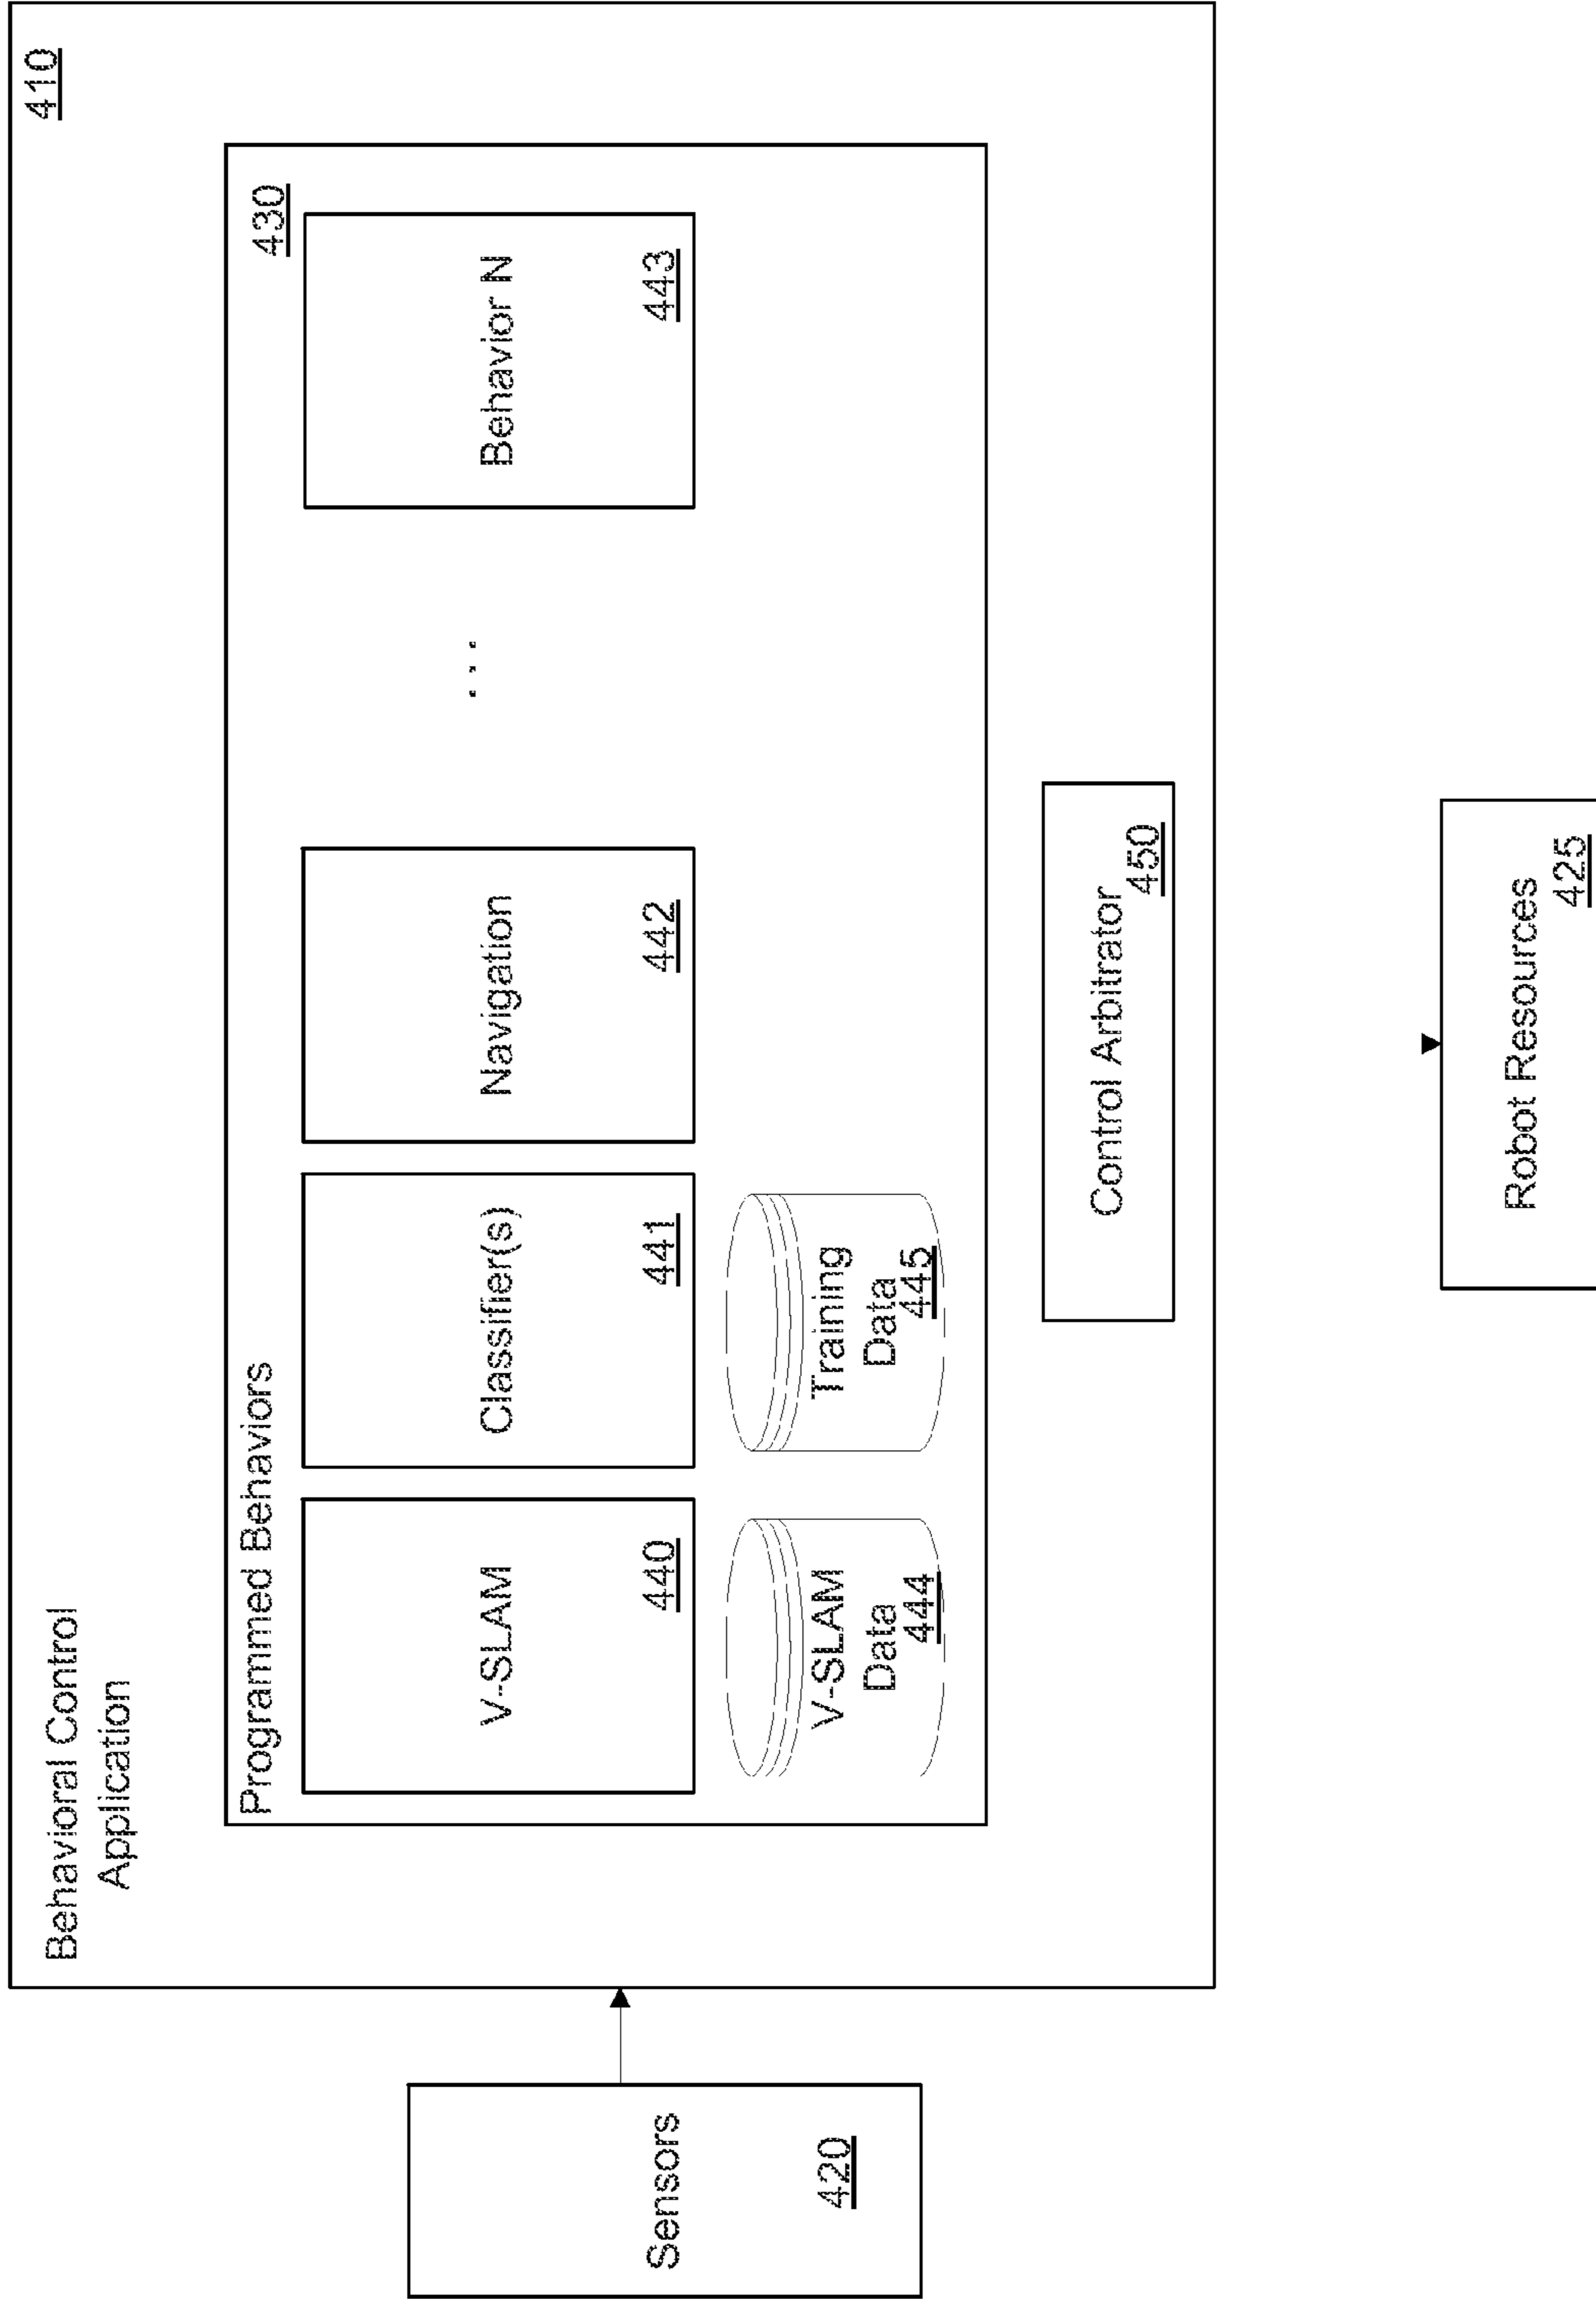 410
Behavioral Control
Application
430
Programmed Behaviors
V-SLAM
440
Classifier(s)
441
Navigation
442
...
Behavior N
443
V-SLAM
Data
444
Training
Data
445
Control Arbitrator
450
Sensors
420
Robot Resources
425